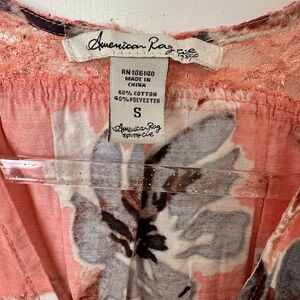 American Rag cie
RN 106140
MADE IN
CHINA
60% COTTON
40% POLYESTER
S
American Rag
cie